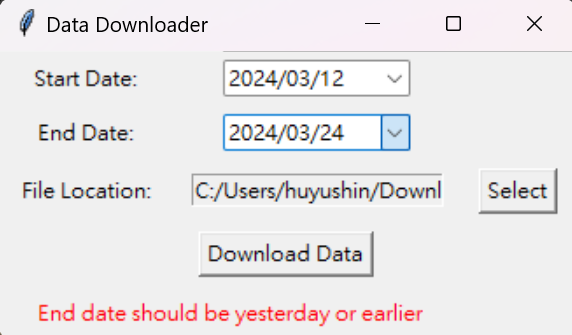 Data Downloader
Start Date: 2024/03/12
End Date: 2024/03/24
File Location: C:/Users/huyushin/Downl Select
Download Data
End date should be yesterday or earlier